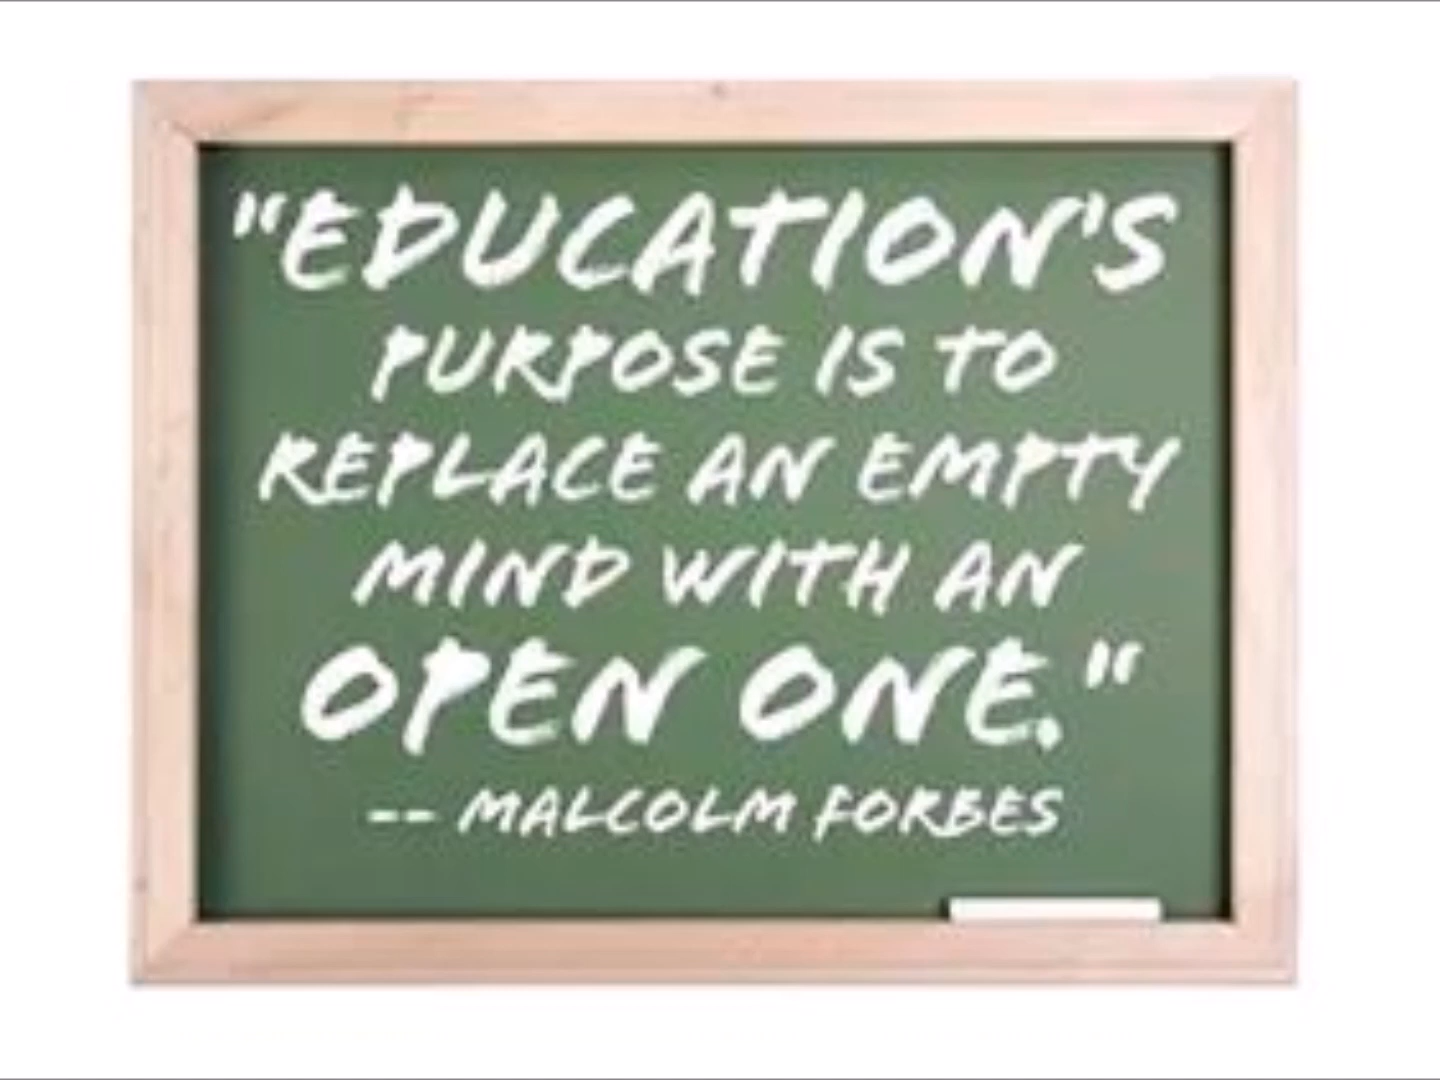 "EDUCATION'S
PURPOSE IS TO
REPLACE AN EMPTY
MIND WITH AN
OPEN ONE."
-- MALCOLM FORBES